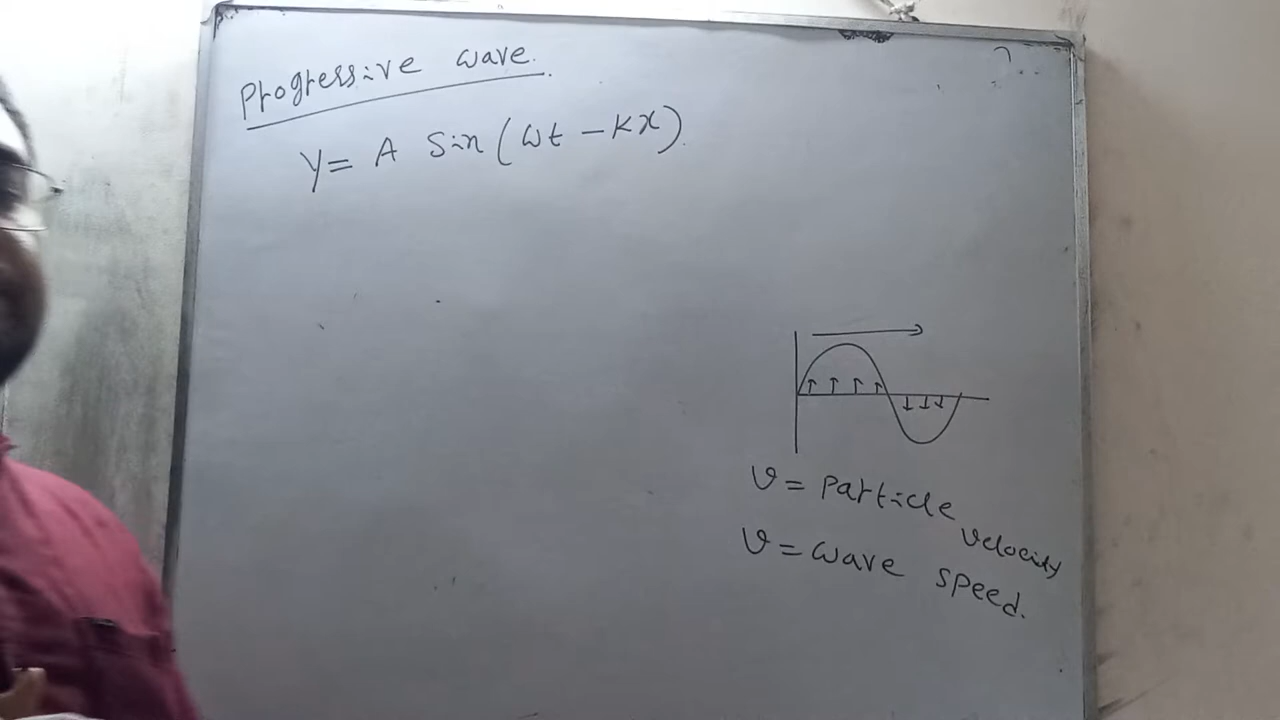 Progressive wave.
Y = A Sin (ωt - Kx)
v = Particle velocity
v = wave speed.